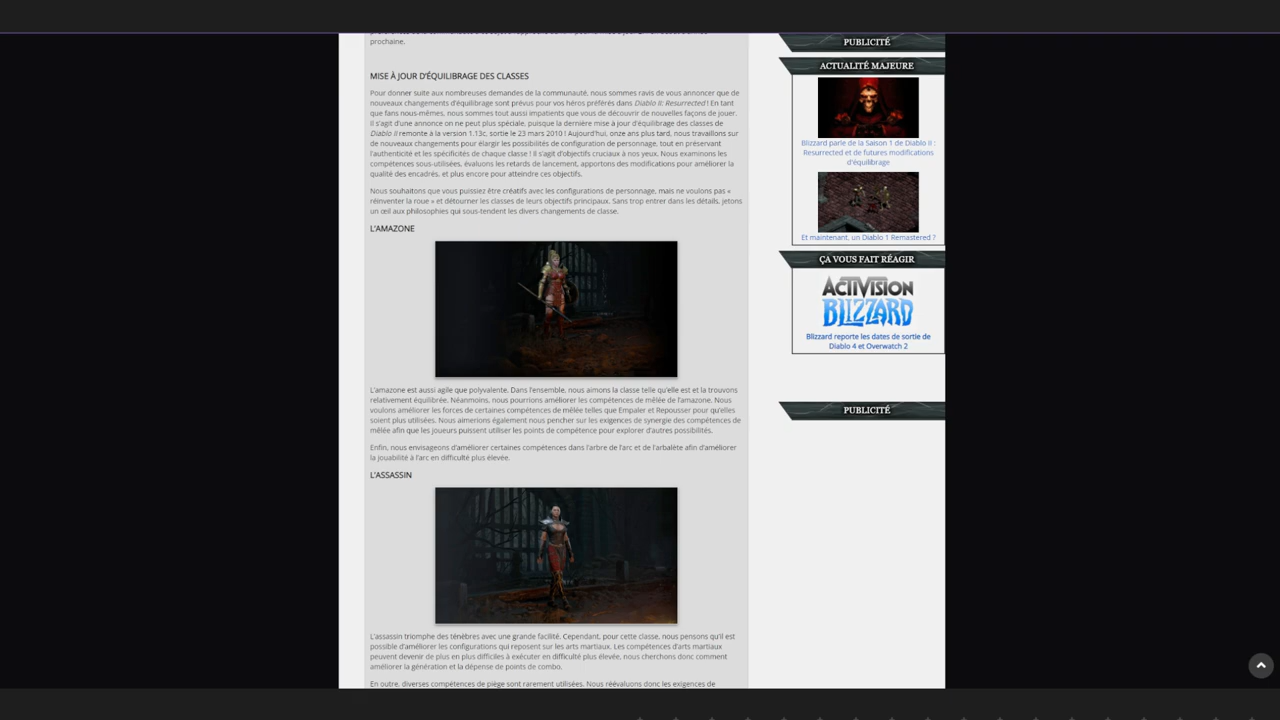 prochaine.
MISE À JOUR D'ÉQUILIBRAGE DES CLASSES
Pour donner suite aux nombreuses demandes de la communauté, nous sommes ravis de vous annoncer que de
nouveaux changements d'équilibrage sont prévus pour vos héros préférés dans Diablo II: Resurrected ! En tant
que fans nous-mêmes, nous sommes tout aussi impatients que vous de découvrir de nouvelles façons de jouer.
Il s'agit d'une annonce on ne peut plus spéciale, puisque la dernière mise à jour d'équilibrage des classes de
Diablo II remonte à la version 1.13c, sortie le 23 mars 2010 ! Aujourd'hui, onze ans plus tard, nous travaillons sur
de nouveaux changements pour élargir les possibilités de configuration de personnage, tout en préservant
l'authenticité et les spécificités de chaque classe ! Il s'agit d'objectifs cruciaux à nos yeux. Nous examinons les
compétences sous-utilisées, évaluons les retards de lancement, apportons des modifications pour améliorer la
qualité des encadrés, et plus encore pour atteindre ces objectifs.
Nous souhaitons que vous puissiez être créatifs avec les configurations de personnage, mais ne voulons pas «
réinventer la roue » et détourner les classes de leurs objectifs principaux. Sans trop entrer dans les détails, jetons
un œil aux philosophies qui sous-tendent les divers changements de classe.
L'AMAZONE
L'amazone est aussi agile que polyvalente. Dans l'ensemble, nous aimons la classe telle qu'elle est et la trouvons
relativement équilibrée. Néanmoins, nous pourrions améliorer les compétences de mêlée de l'amazone. Nous
voulons améliorer les forces de certaines compétences de mêlée telles que Empaler et Repousser pour qu'elles
soient plus utilisées. Nous aimerions également nous pencher sur les exigences de synergie des compétences de
mêlée afin que les joueurs puissent utiliser les points de compétence pour explorer d'autres possibilités.
Enfin, nous envisageons d'améliorer certaines compétences dans l'arbre de l'arc et de l'arbalète afin d'améliorer
la jouabilité à l'arc en difficulté plus élevée.
L'ASSASSIN
L'assassin triomphe des ténèbres avec une grande facilité. Cependant, pour cette classe, nous pensons qu'il est
possible d'améliorer les configurations qui reposent sur les arts martiaux. Les compétences d'arts martiaux
peuvent devenir de plus en plus difficiles à exécuter en difficulté plus élevée, nous cherchons donc comment
améliorer la génération et la dépense de points de combo.
En outre, diverses compétences de piège sont rarement utilisées. Nous réévaluons donc les exigences de
PUBLICITÉ
ACTUALITÉ MAJEURE
Blizzard parle de la Saison 1 de Diablo II :
Resurrected et de futures modifications
d'équilibrage
Et maintenant, un Diablo 1 Remastered ?
ÇA VOUS FAIT RÉAGIR
ACTIVISION
BLIZZARD
Blizzard reporte les dates de sortie de
Diablo 4 et Overwatch 2
PUBLICITÉ